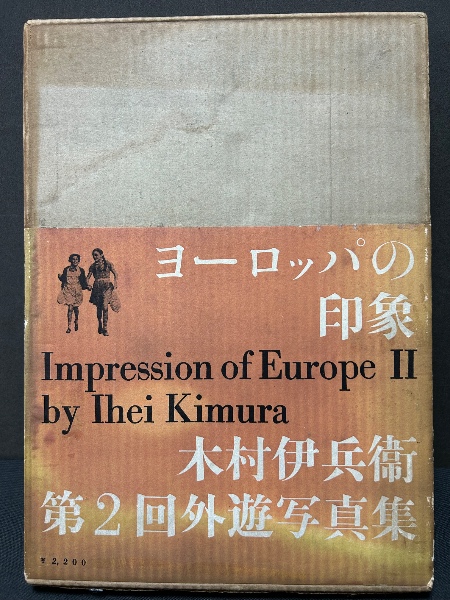 ヨーロッパの
印象
Impression of Europe II
by Ihei Kimura
木村伊兵衞
第2回外遊写真集
¥2,200